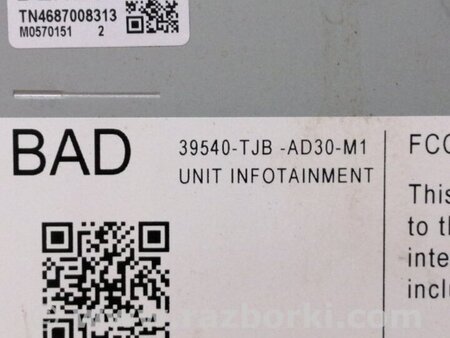 TN4687008313
M0570151 2
BAD
39540-TJB -AD30-M1
UNIT INFOTAINMENT
FCC
This
to th
inte
inclu
www.razborki.com